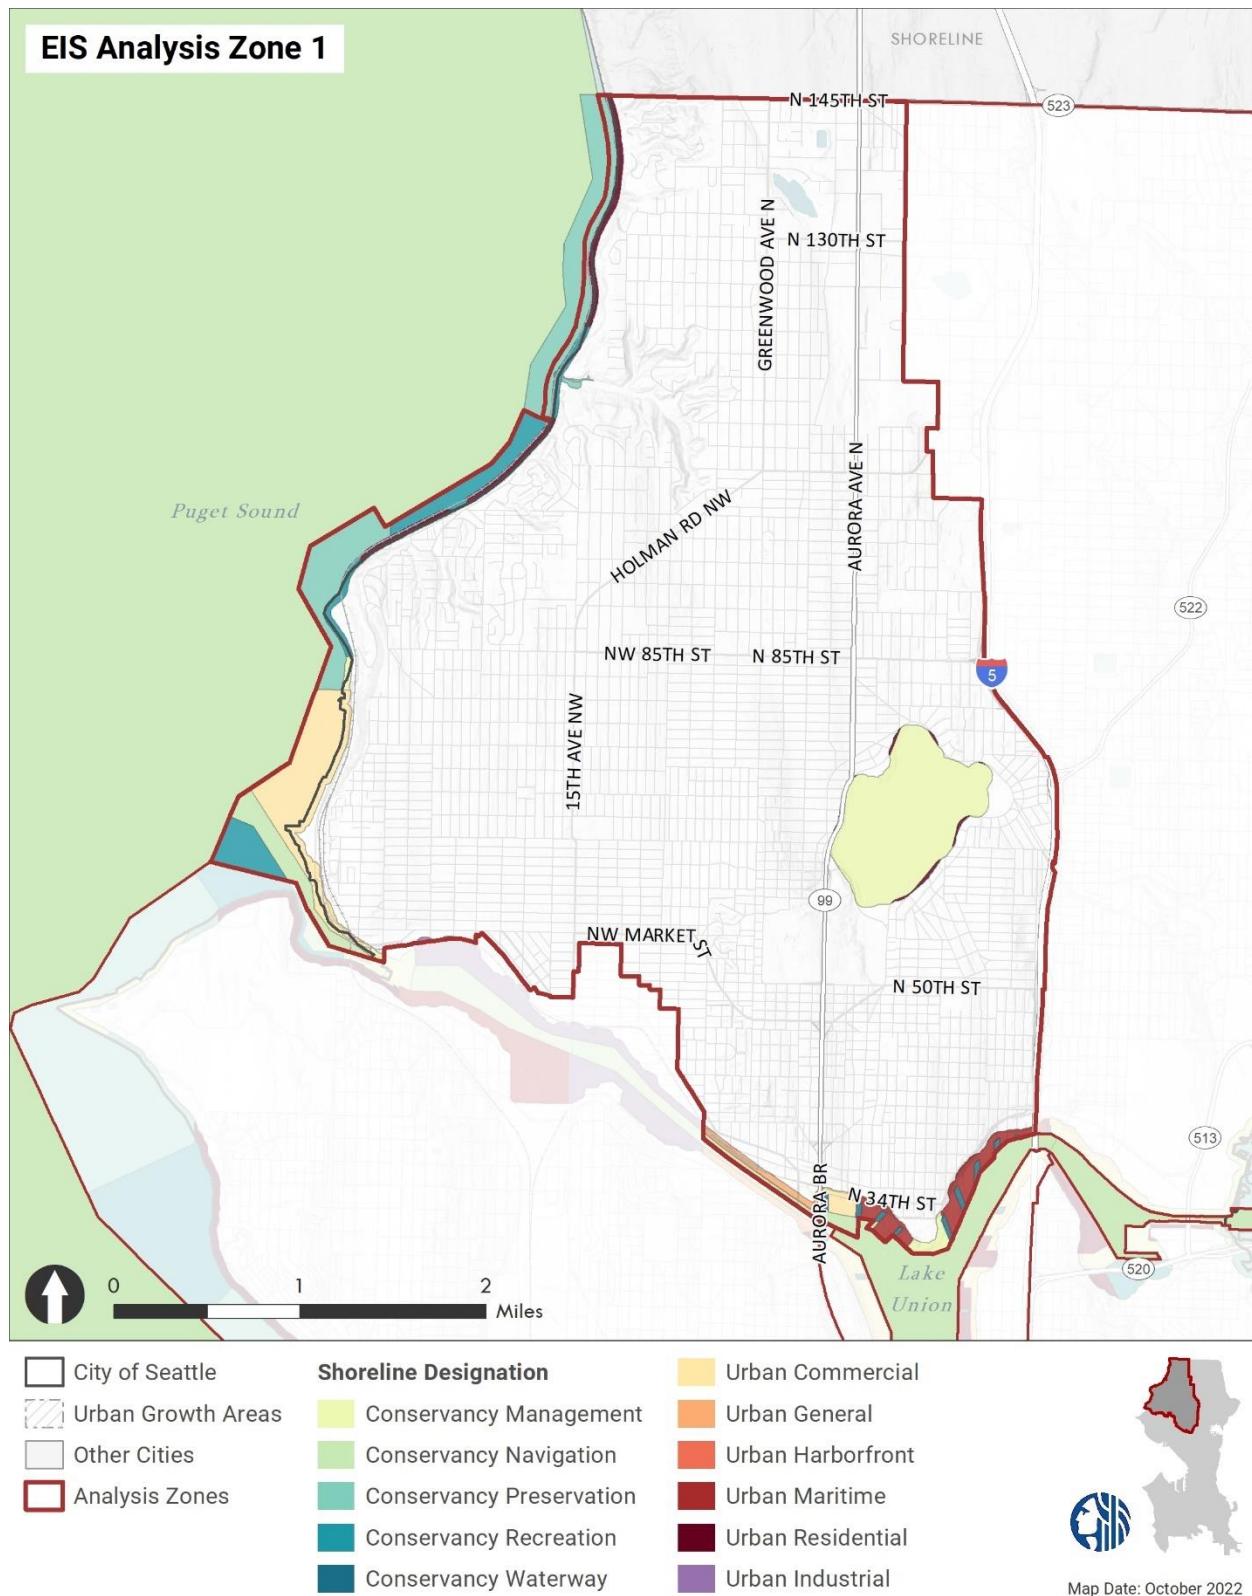 EIS Analysis Zone 1
SHORELINE
N 145TH ST
523
GREENWOOD AVE N
N 130TH ST
AURORA AVE N
Puget Sound
HOLMAN RD NW
522
NW 85TH ST
N 85TH ST
5
15TH AVE NW
99
NW MARKET ST
N 50TH ST
513
AURORA BR
N 34TH ST
520
Lake
Union
0 1 2
Miles
City of Seattle
Urban Growth Areas
Other Cities
Analysis Zones
Shoreline Designation
Conservancy Management
Conservancy Navigation
Conservancy Preservation
Conservancy Recreation
Conservancy Waterway
Urban Commercial
Urban General
Urban Harborfront
Urban Maritime
Urban Residential
Urban Industrial
Map Date: October 2022